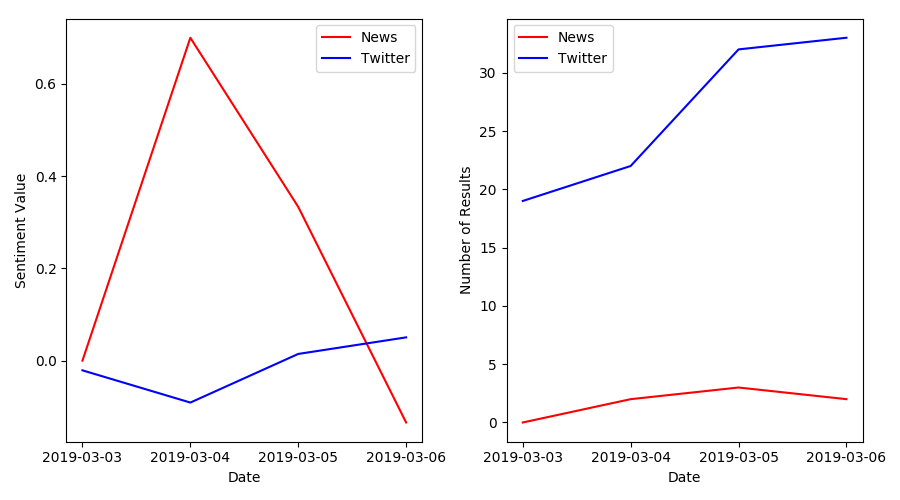 News
Twitter
Sentiment Value
0.6
0.4
0.2
0.0
2019-03-03
2019-03-04
2019-03-05
2019-03-06
Date
News
Twitter
Number of Results
30
25
20
15
10
5
0
2019-03-03
2019-03-04
2019-03-05
2019-03-06
Date